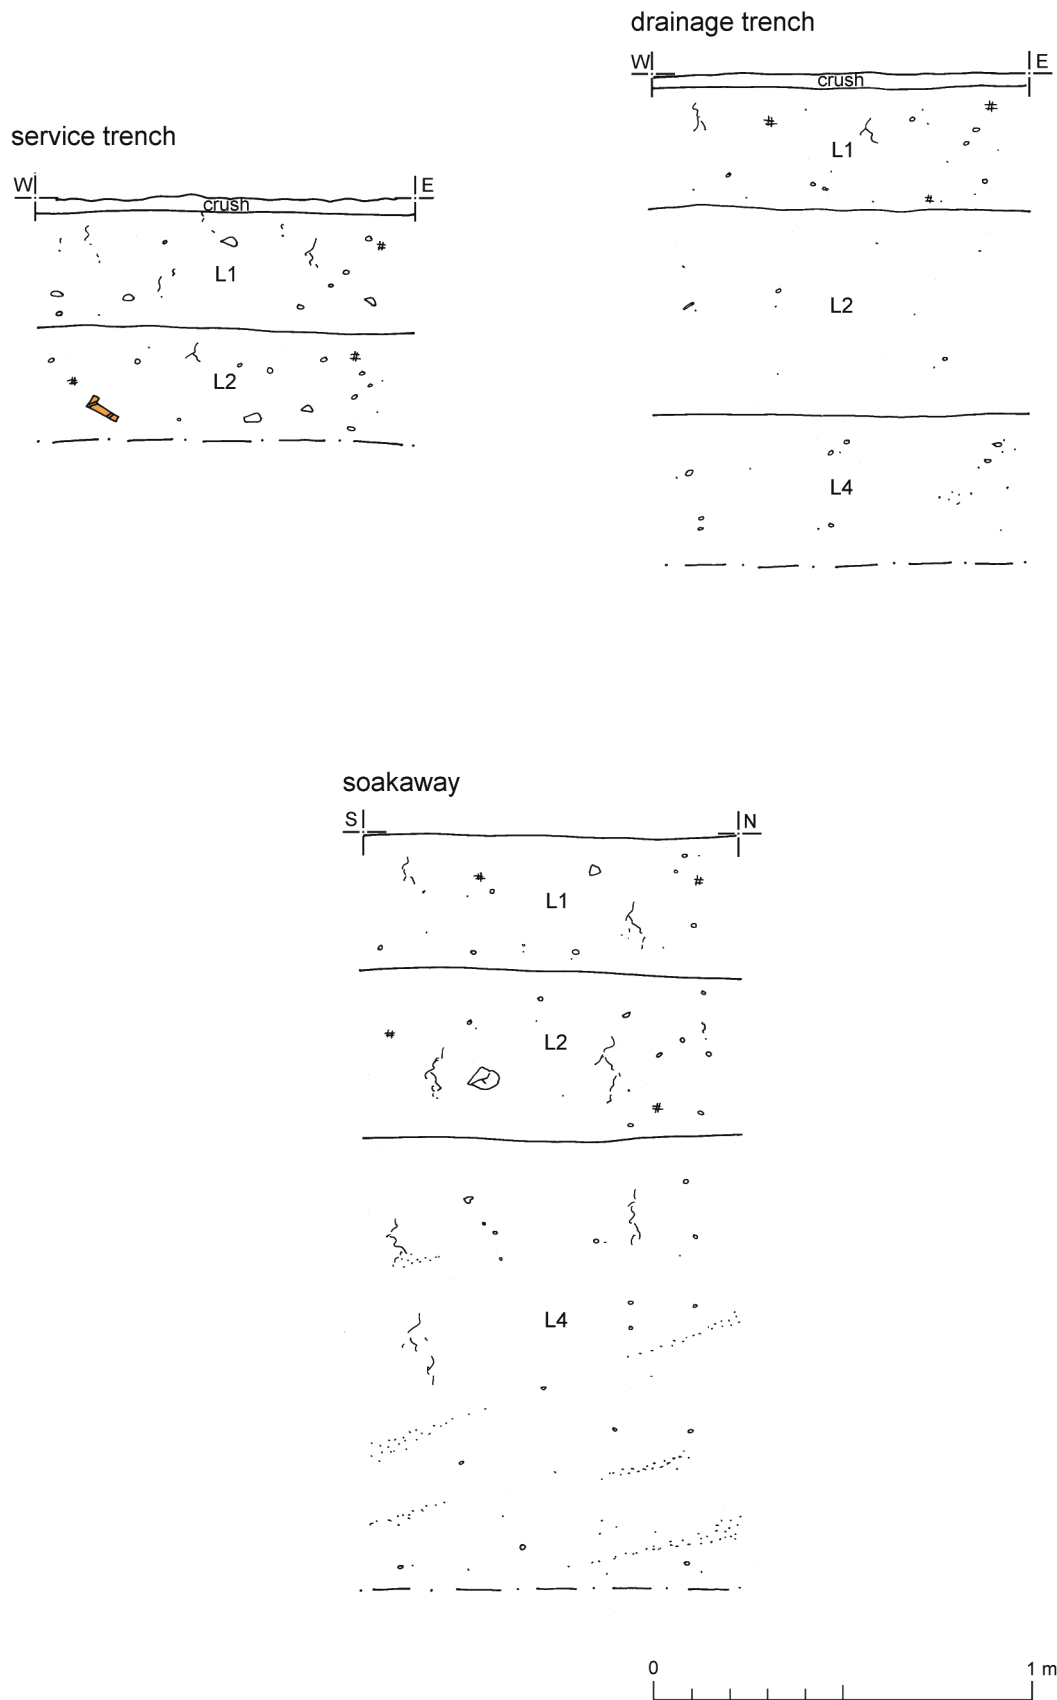 drainage trench
W E
crush
L1
L2
L4
service trench
W E
crush
L1
L2
soakaway
S N
L1
L2
L4
0 1 m